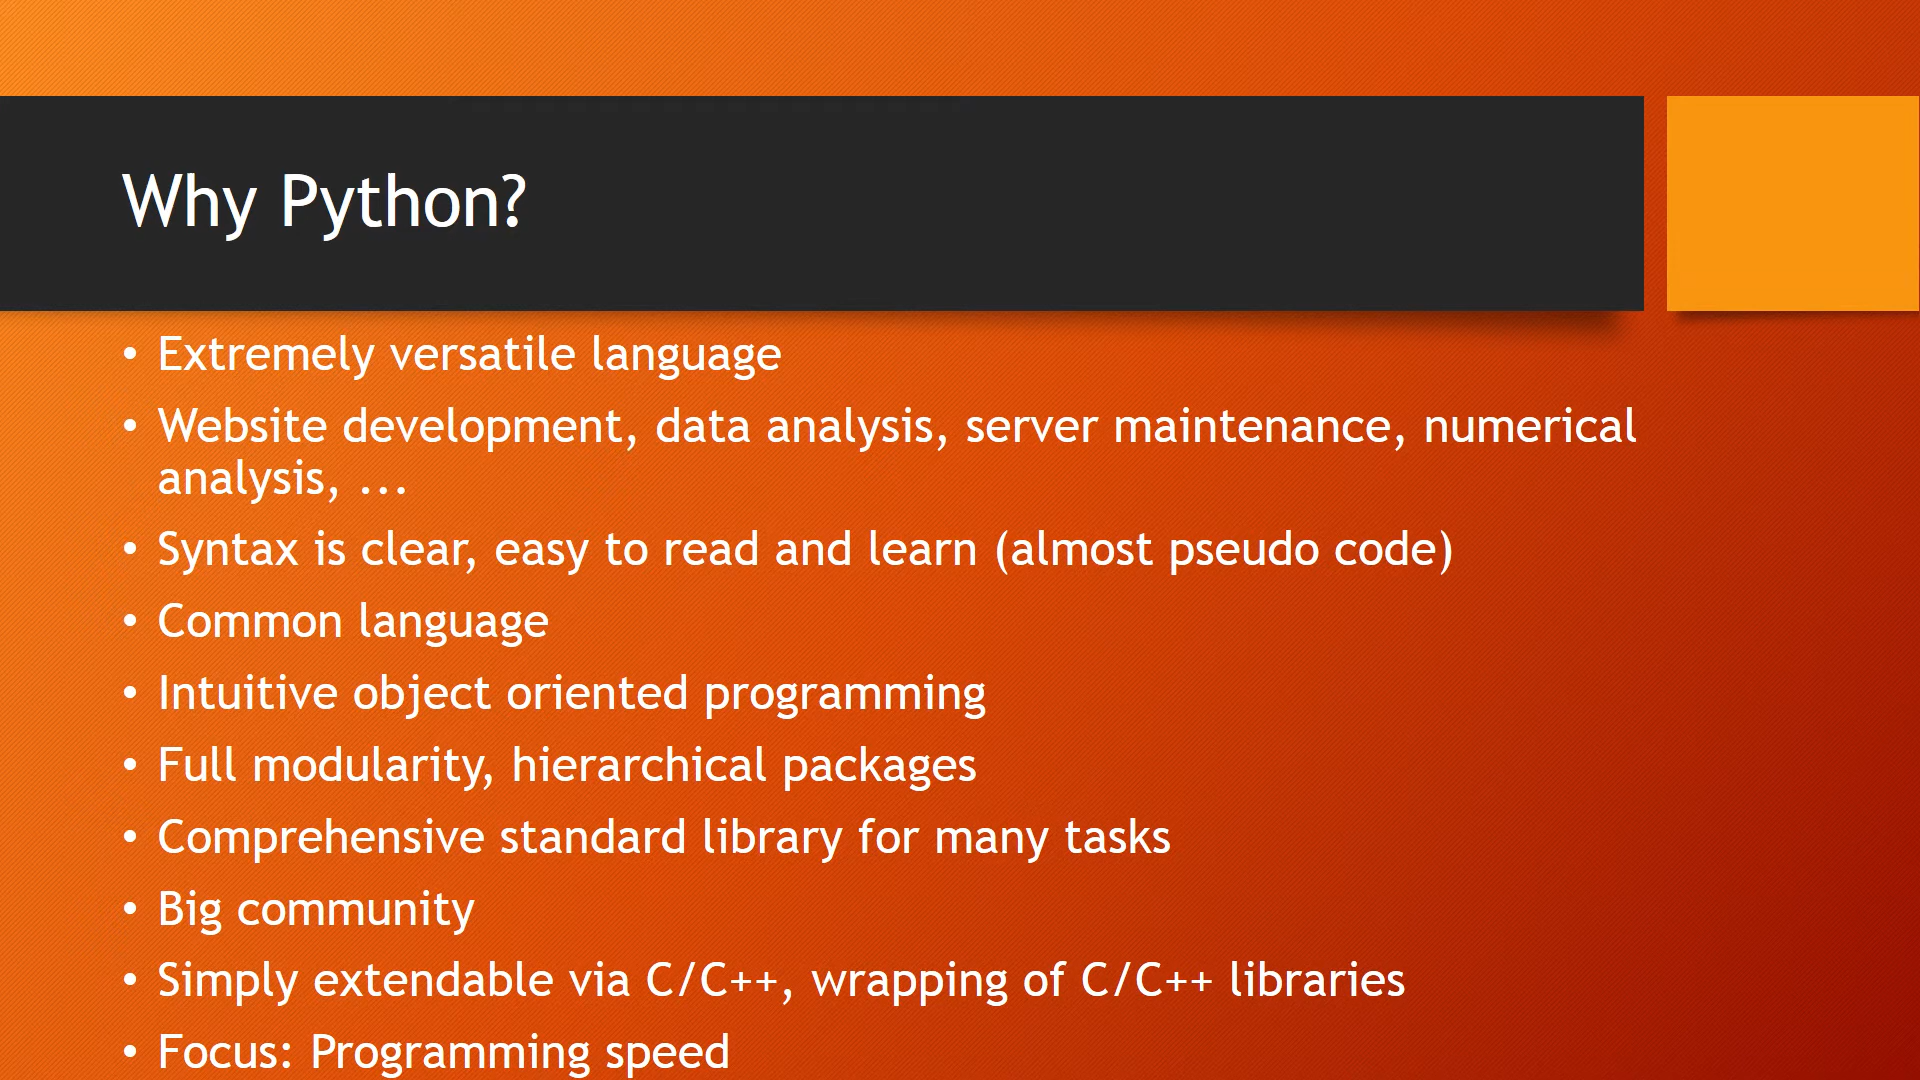 Why Python?
• Extremely versatile language
• Website development, data analysis, server maintenance, numerical
analysis, ...
• Syntax is clear, easy to read and learn (almost pseudo code)
• Common language
• Intuitive object oriented programming
• Full modularity, hierarchical packages
• Comprehensive standard library for many tasks
• Big community
• Simply extendable via C/C++, wrapping of C/C++ libraries
• Focus: Programming speed